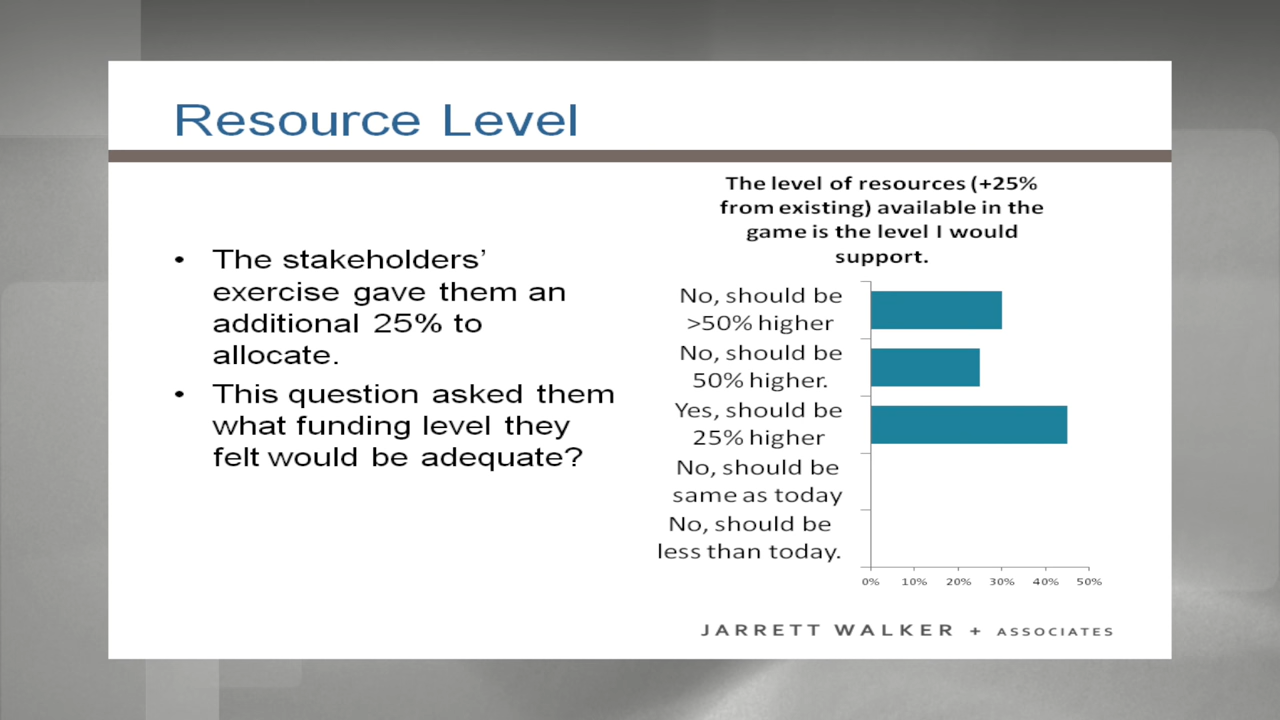 Resource Level
• The stakeholders’
exercise gave them an
additional 25% to
allocate.
• This question asked them
what funding level they
felt would be adequate?
The level of resources (+25%
from existing) available in the
game is the level I would
support.
No, should be
>50% higher
No, should be
50% higher.
Yes, should be
25% higher
No, should be
same as today
No, should be
less than today.
0% 10% 20% 30% 40% 50%
JARRETT WALKER + ASSOCIATES